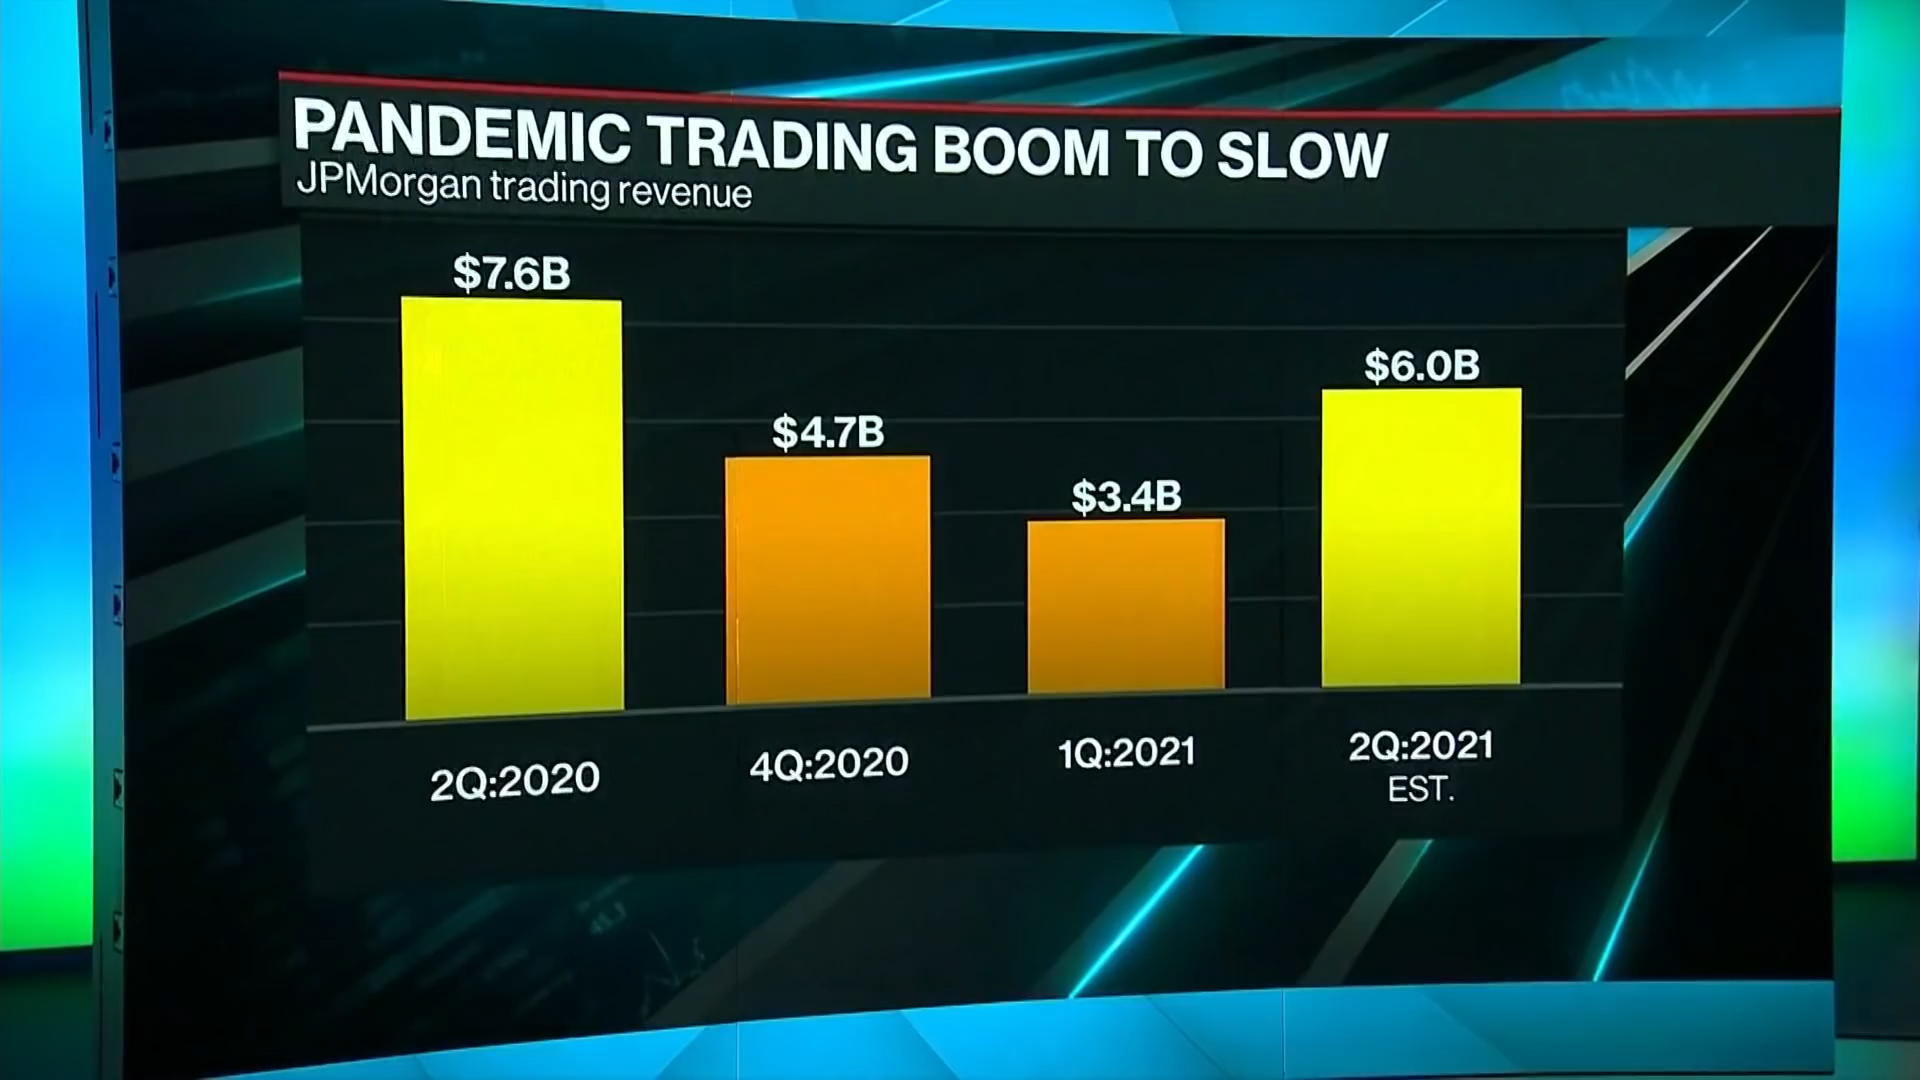 PANDEMIC TRADING BOOM TO SLOW
JPMorgan trading revenue
$7.6B
$4.7B
$3.4B
$6.0B
2Q:2020
4Q:2020
1Q:2021
2Q:2021
EST.